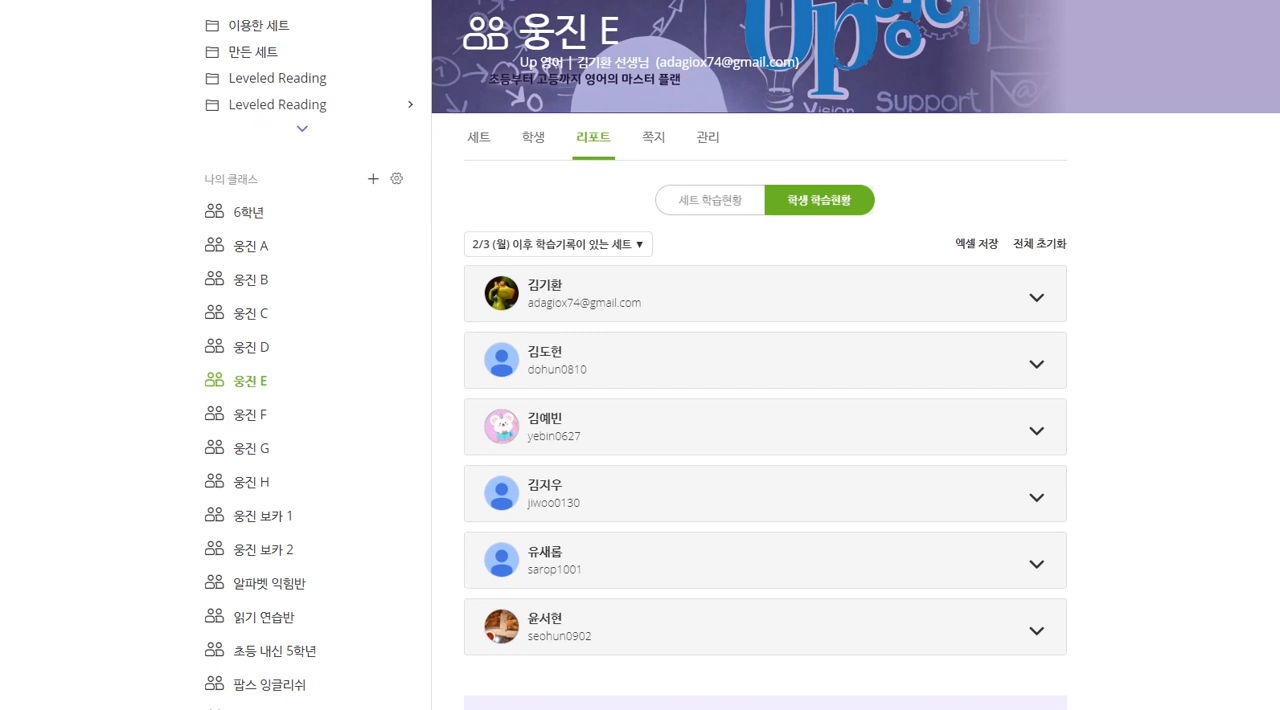 이용한 세트
만든 세트
Leveled Reading
Leveled Reading
나의 클래스
6학년
웅진 A
웅진 B
웅진 C
웅진 D
웅진 E
웅진 F
웅진 G
웅진 H
웅진 보카 1
웅진 보카 2
알파벳 익힘반
읽기 연습반
초등 내신 5학년
팝스 잉글리쉬
웅진 E
Up 영어 | 김기환 선생님 (adagiox74@gmail.com)
초등부터 고등까지 영어의 마스터 플랜
Up영어
Vision
Support
세트 학생 리포트 쪽지 관리
세트 학습현황 학생 학습현황
2/3 (월) 이후 학습기록이 있는 세트 ▼
엑셀 저장 전체 초기화
김기환
adagiox74@gmail.com
김도헌
dohun0810
김예빈
yebin0627
김지우
jiwoo0130
유새롬
sarop1001
윤서현
seohun0902